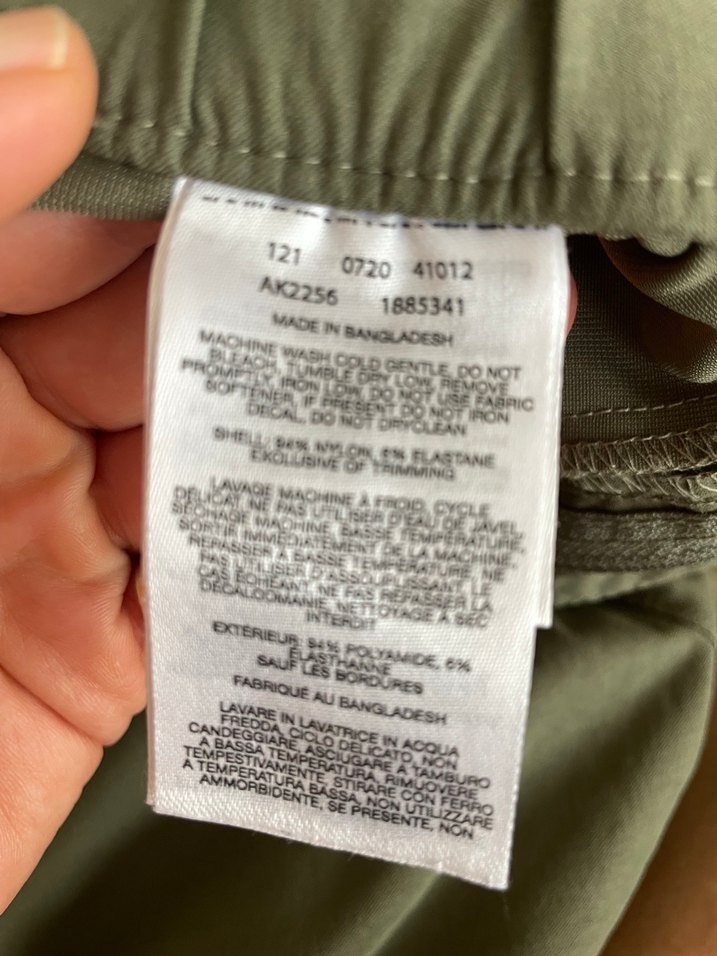 121 0720 41012
AK2256 1885341
MADE IN BANGLADESH
MACHINE WASH COLD GENTLE, DO NOT
BLEACH, TUMBLE DRY LOW, REMOVE
PROMPTLY, IRON LOW, DO NOT USE FABRIC
SOFTENER, IF PRESENT DO NOT IRON
DECAL, DO NOT DRYCLEAN
SHELL: 94% NYLON, 6% ELASTANE
EXCLUSIVE OF TRIMMING
LAVAGE MACHINE À FROID, CYCLE
DÉLICAT, NE PAS UTILISER D'EAU DE JAVEL,
SÉCHAGE MACHINE, BASSE TEMPÉRATURE,
SORTIR IMMÉDIATEMENT DE LA MACHINE,
REPASSER À BASSE TEMPÉRATURE, NE
PAS UTILISER D'ASSOUPLISSANT, LE
CAS ÉCHÉANT, NE PAS REPASSER LA
DÉCALCOMANIE, NETTOYAGE À SEC
INTERDIT
EXTÉRIEUR: 94% POLYAMIDE, 6%
ÉLASTHANNE
SAUF LES BORDURES
FABRIQUÉ AU BANGLADESH
LAVARE IN LAVATRICE IN ACQUA
FREDDA, CICLO DELICATO, NON
CANDEGGIARE, ASCIUGARE A TAMBURO
A BASSA TEMPERATURA, RIMUOVERE
TEMPESTIVAMENTE, STIRARE CON FERRO
A TEMPERATURA BASSA, NON UTILIZZARE
AMMORBIDENTE, SE PRESENTE, NON